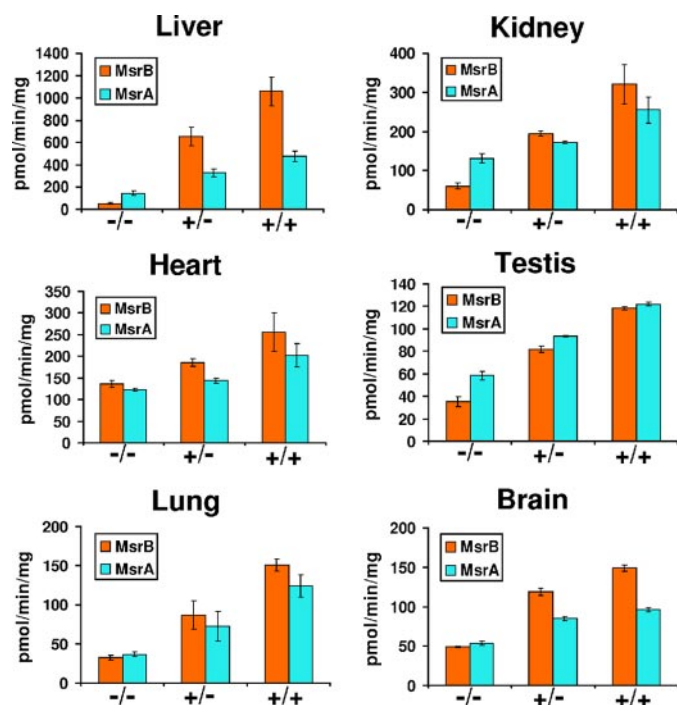 Liver
pmol/min/mg
1600
1400
1200
1000
800
600
400
200
0
MsrB
MsrA
-/-
+/-
+/+
Kidney
pmol/min/mg
400
300
200
100
0
MsrB
MsrA
-/-
+/-
+/+
Heart
pmol/min/mg
350
300
250
200
150
100
50
0
MsrB
MsrA
-/-
+/-
+/+
Testis
pmol/min/mg
120
100
80
60
40
20
0
MsrB
MsrA
-/-
+/-
+/+
Lung
pmol/min/mg
200
150
100
50
0
MsrB
MsrA
-/-
+/-
+/+
Brain
pmol/min/mg
200
150
100
50
0
MsrB
MsrA
-/-
+/-
+/+